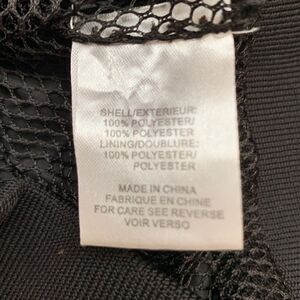 SHELL/EXTERIEUR:
100% POLYESTER/
100% POLYESTER
LINING/DOUBLURE:
100% POLYESTER/
POLYESTER
MADE IN CHINA
FABRIQUE EN CHINE
FOR CARE SEE REVERSE
VOIR VERSO